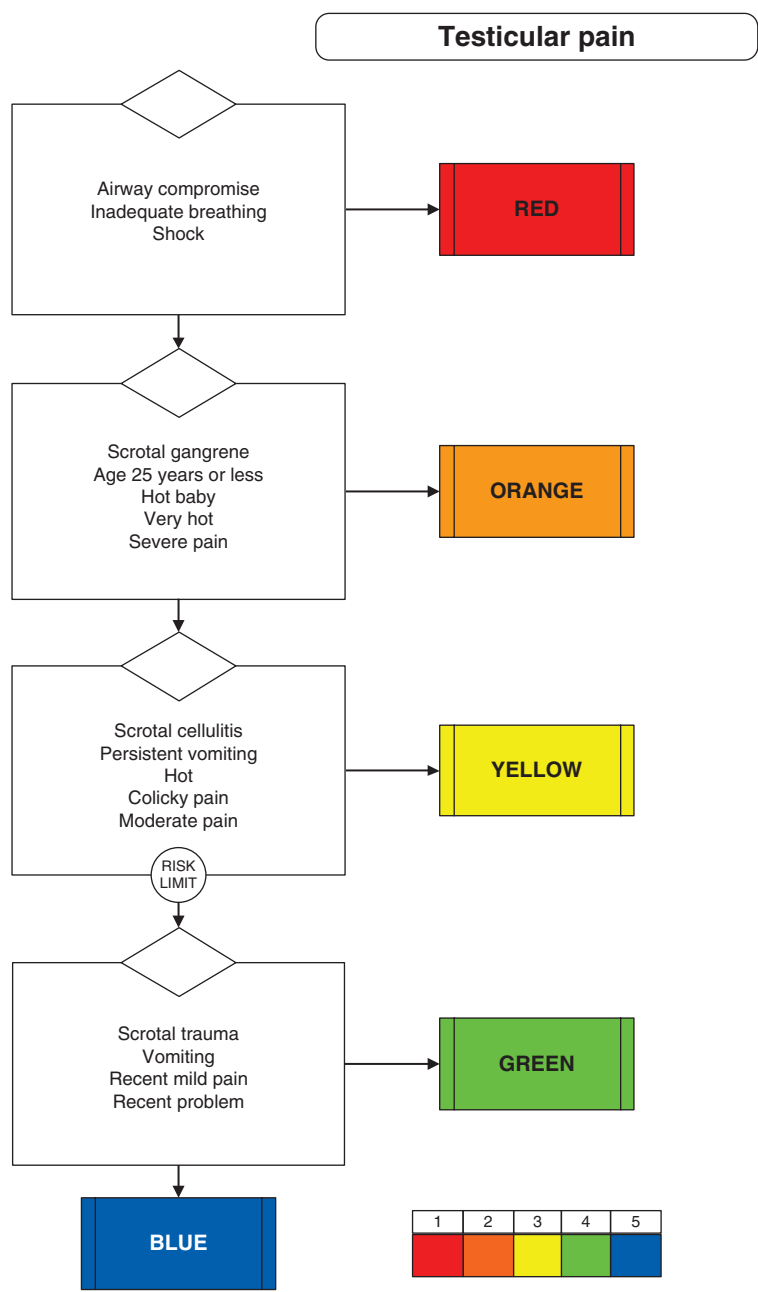 Testicular pain
Airway compromise
Inadequate breathing
Shock
RED
Scrotal gangrene
Age 25 years or less
Hot baby
Very hot
Severe pain
ORANGE
Scrotal cellulitis
Persistent vomiting
Hot
Colicky pain
Moderate pain
YELLOW
RISK
LIMIT
Scrotal trauma
Vomiting
Recent mild pain
Recent problem
GREEN
BLUE
1 2 3 4 5